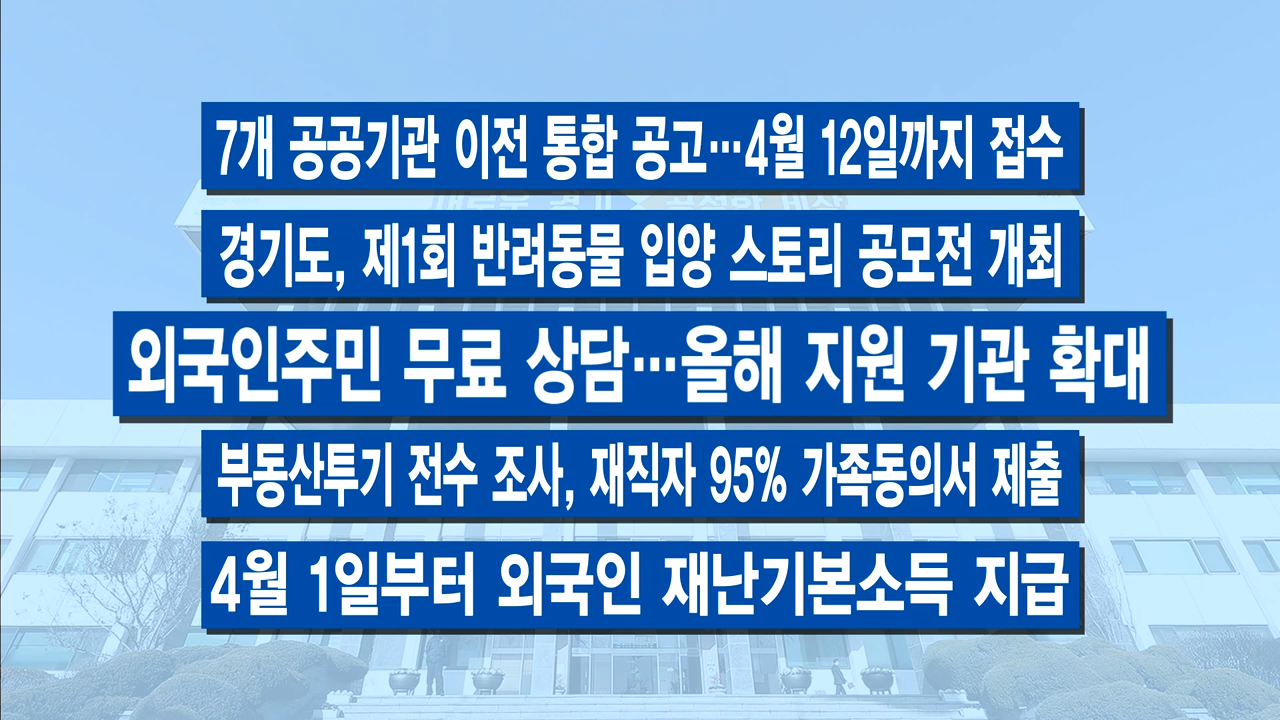 7개 공공기관 이전 통합 공고…4월 12일까지 접수
경기도, 제1회 반려동물 입양 스토리 공모전 개최
외국인주민 무료 상담…올해 지원 기관 확대
부동산투기 전수 조사, 재직자 95% 가족동의서 제출
4월 1일부터 외국인 재난기본소득 지급